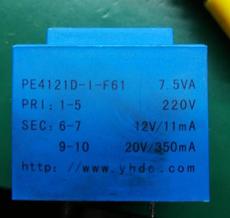 PE4121D-I-F61 7.5VA
PRI: 1-5 220V
SEC: 6-7 12V/11mA
9-10 20V/350mA
http://www.yhdc.com